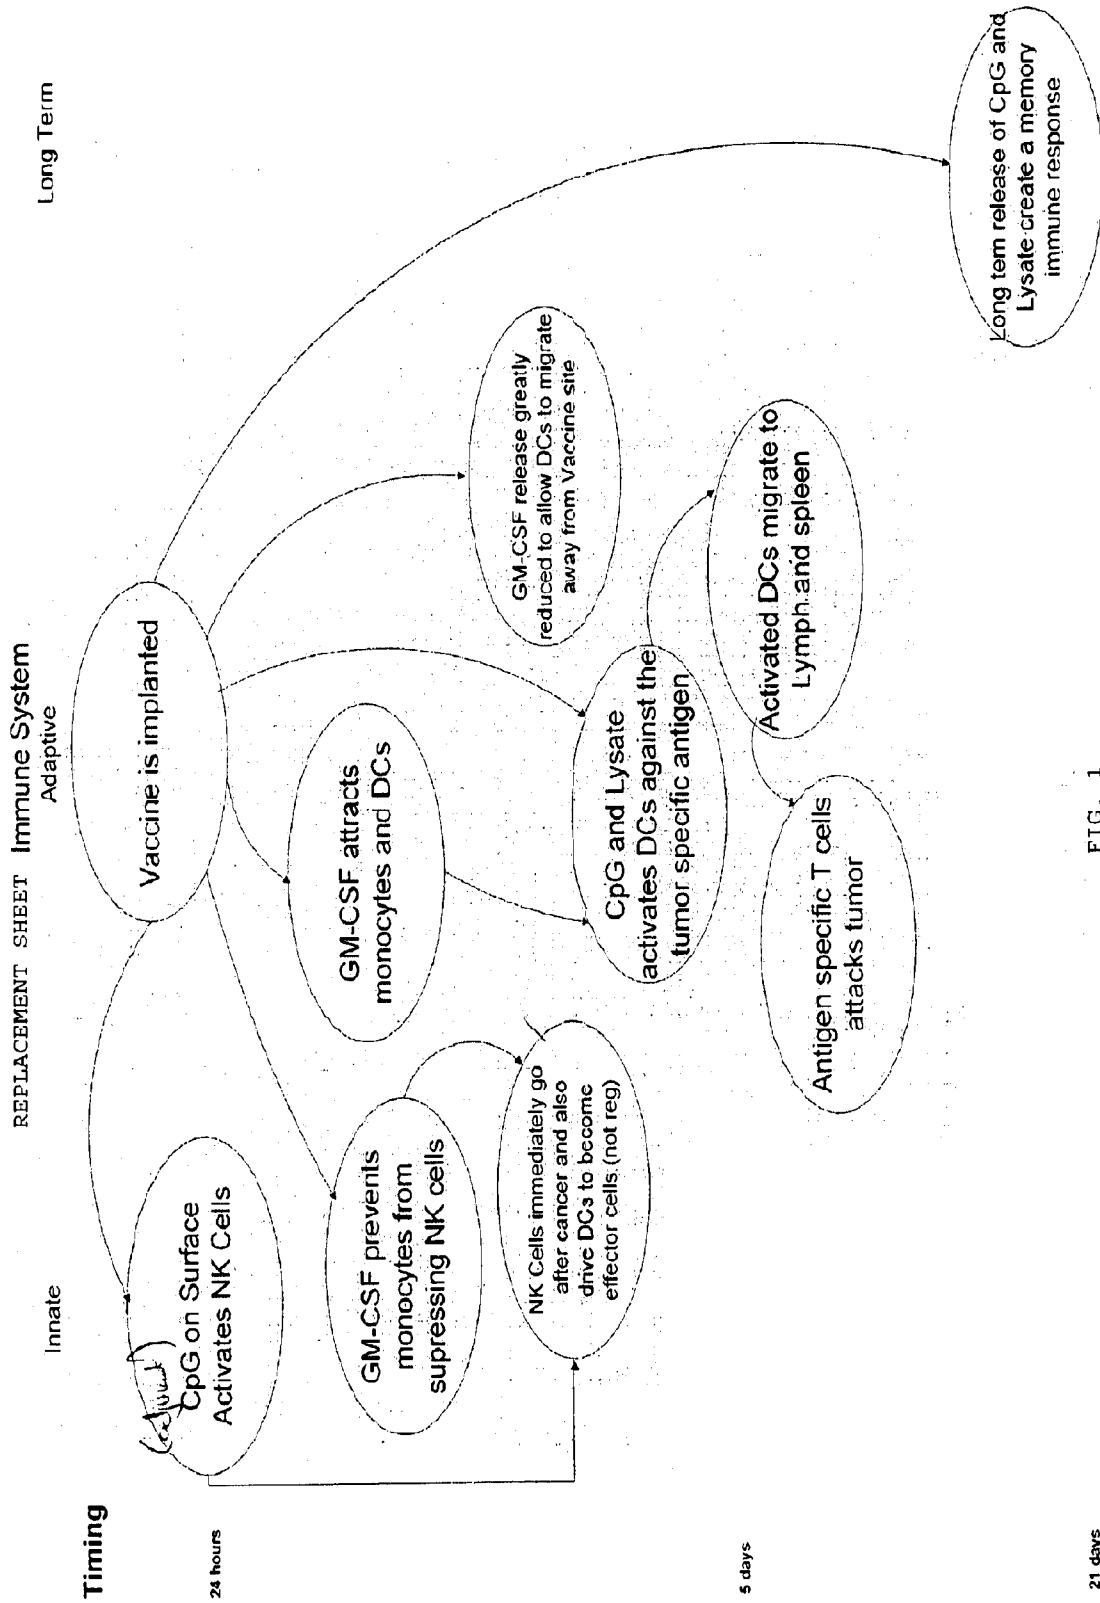 REPLACEMENT SHEET
Immune System
Innate
Adaptive
Long Term
Timing
24 hours
5 days
21 days
Vaccine is implanted
CpG on Surface
Activates NK Cells
GM-CSF prevents
monocytes from
supressing NK cells
NK Cells immediately go
after cancer and also
drive DCs to become
effector cells (not reg)
GM-CSF attracts
monocytes and DCs
CpG and Lysate
activates DCs against the
tumor specific antigen
GM-CSF release greatly
reduced to allow DCs to migrate
away from Vaccine site
Activated DCs migrate to
Lymph and spleen
Antigen specific T cells
attacks tumor
Long tem release of CpG and
Lysate create a memory
immune response
FIG. 1